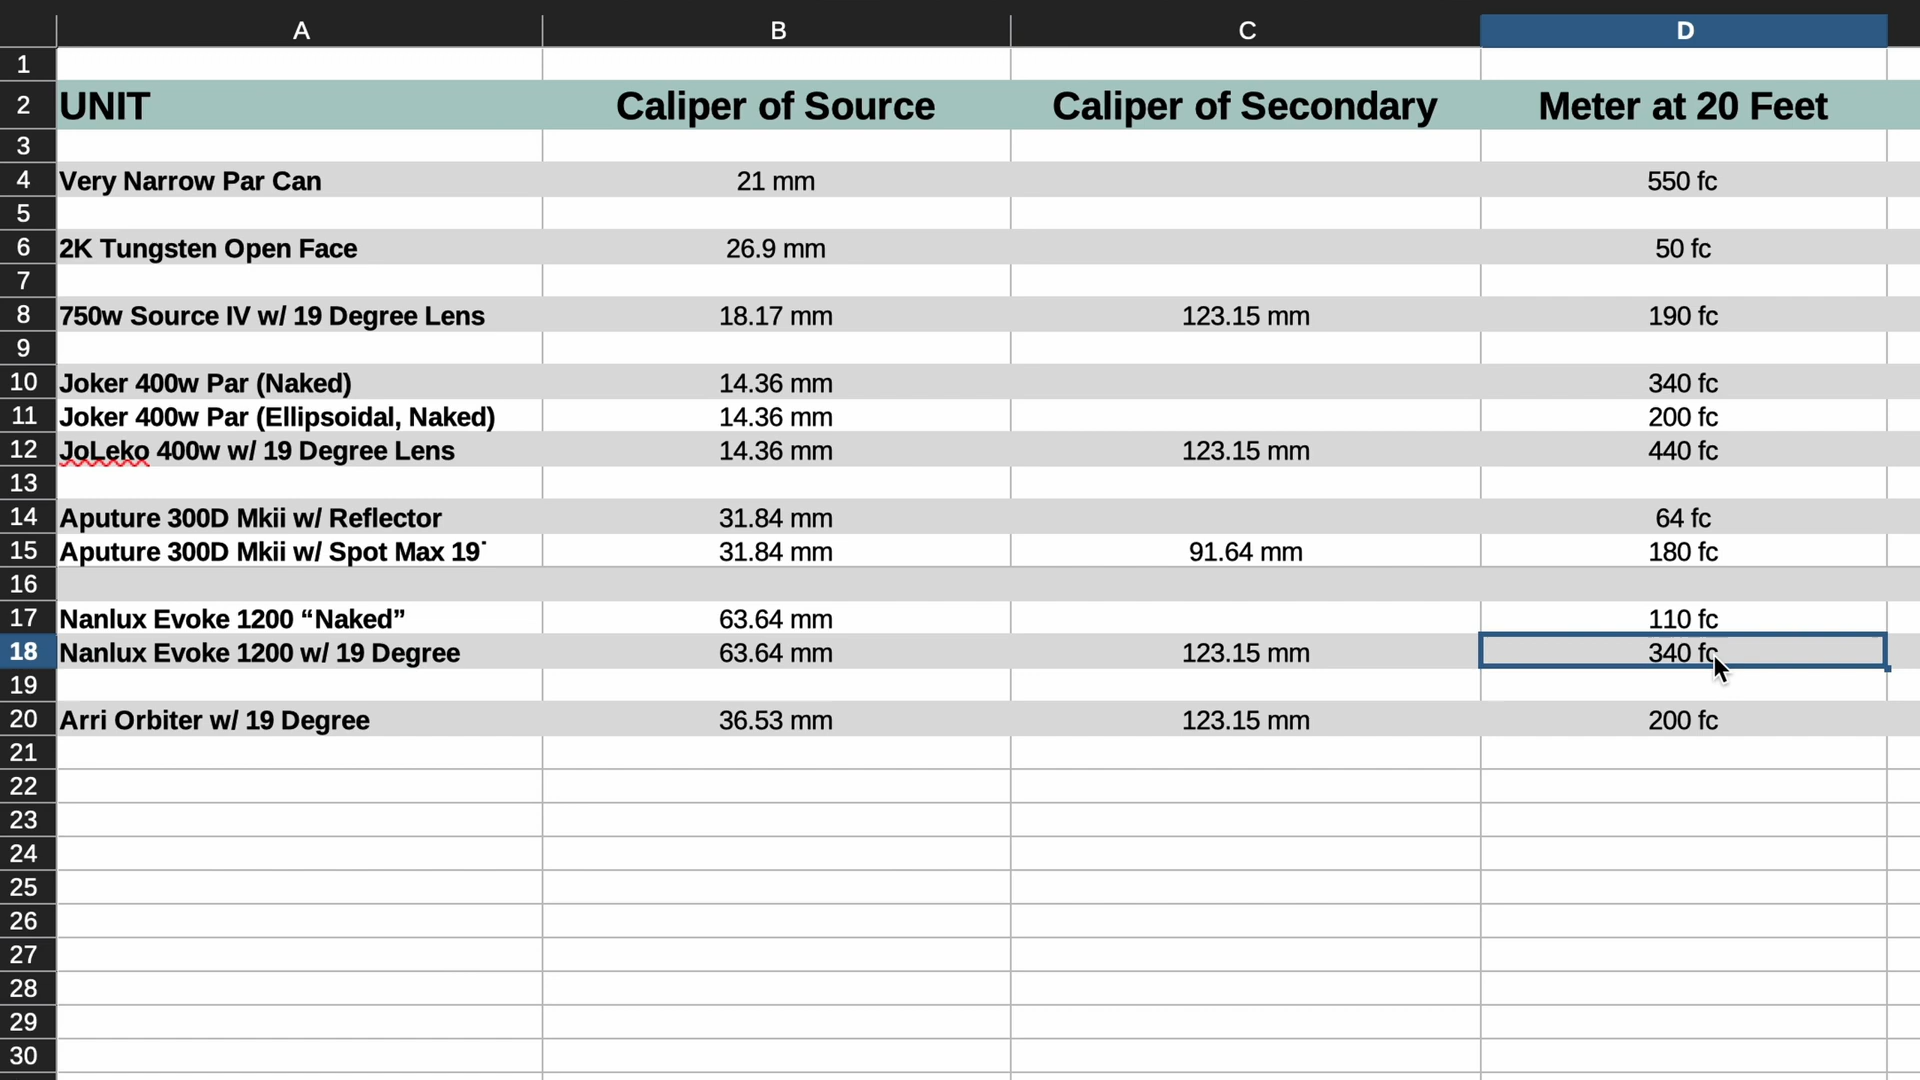 A B C D
1
2 UNIT Caliper of Source Caliper of Secondary Meter at 20 Feet
3
4 Very Narrow Par Can 21 mm 550 fc
5
6 2K Tungsten Open Face 26.9 mm 50 fc
7
8 750w Source IV w/ 19 Degree Lens 18.17 mm 123.15 mm 190 fc
9
10 Joker 400w Par (Naked) 14.36 mm 340 fc
11 Joker 400w Par (Ellipsoidal, Naked) 14.36 mm 200 fc
12 JoLeko 400w w/ 19 Degree Lens 14.36 mm 123.15 mm 440 fc
13
14 Aputure 300D Mkii w/ Reflector 31.84 mm 64 fc
15 Aputure 300D Mkii w/ Spot Max 19˙ 31.84 mm 91.64 mm 180 fc
16
17 Nanlux Evoke 1200 “Naked” 63.64 mm 110 fc
18 Nanlux Evoke 1200 w/ 19 Degree 63.64 mm 123.15 mm 340 fc
19
20 Arri Orbiter w/ 19 Degree 36.53 mm 123.15 mm 200 fc
21
22
23
24
25
26
27
28
29
30